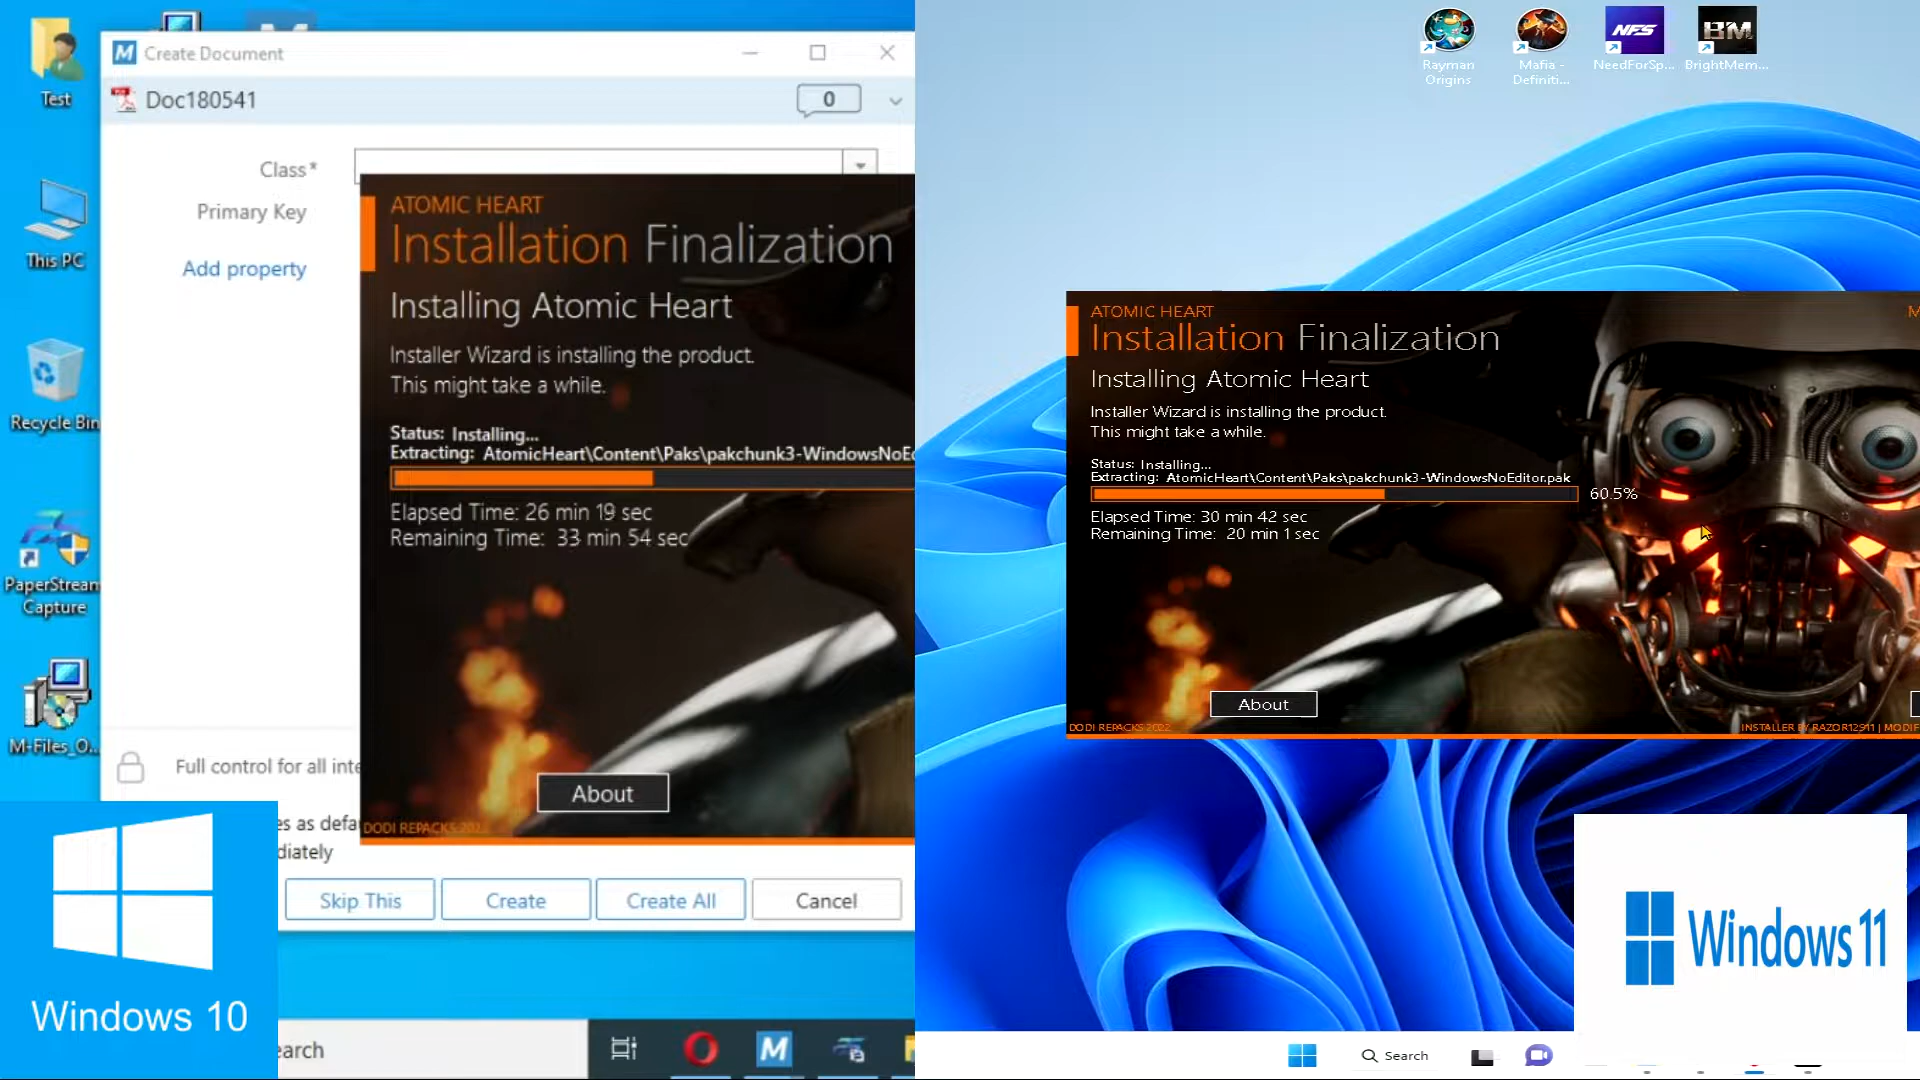 Test
This PC
Recycle Bin
PaperStream
Capture
M-Files_O...
Create Document
Doc180541
0
Class*
Primary Key
Add property
Full control for all inte
es as defa
diately
Skip This
Create
Create All
Cancel
ATOMIC HEART
Installation Finalization
Installing Atomic Heart
Installer Wizard is installing the product.
This might take a while.
Status: Installing...
Extracting: AtomicHeart\Content\Paks\pakchunk3-WindowsNoEd
Elapsed Time: 26 min 19 sec
Remaining Time: 33 min 54 sec
About
DODI REPACKS 2022
Windows 10
earch
Rayman
Origins
Mafia -
Definiti...
NFS
NeedForSp...
BM
BrightMem...
ATOMIC HEART
Installation Finalization
Installing Atomic Heart
Installer Wizard is installing the product.
This might take a while.
Status: Installing...
Extracting: AtomicHeart\Content\Paks\pakchunk3-WindowsNoEditor.pak
60.5%
Elapsed Time: 30 min 42 sec
Remaining Time: 20 min 1 sec
About
DODI REPACKS 2022
INSTALLER BY RAZOR12911 | MODIF
Windows 11
Search